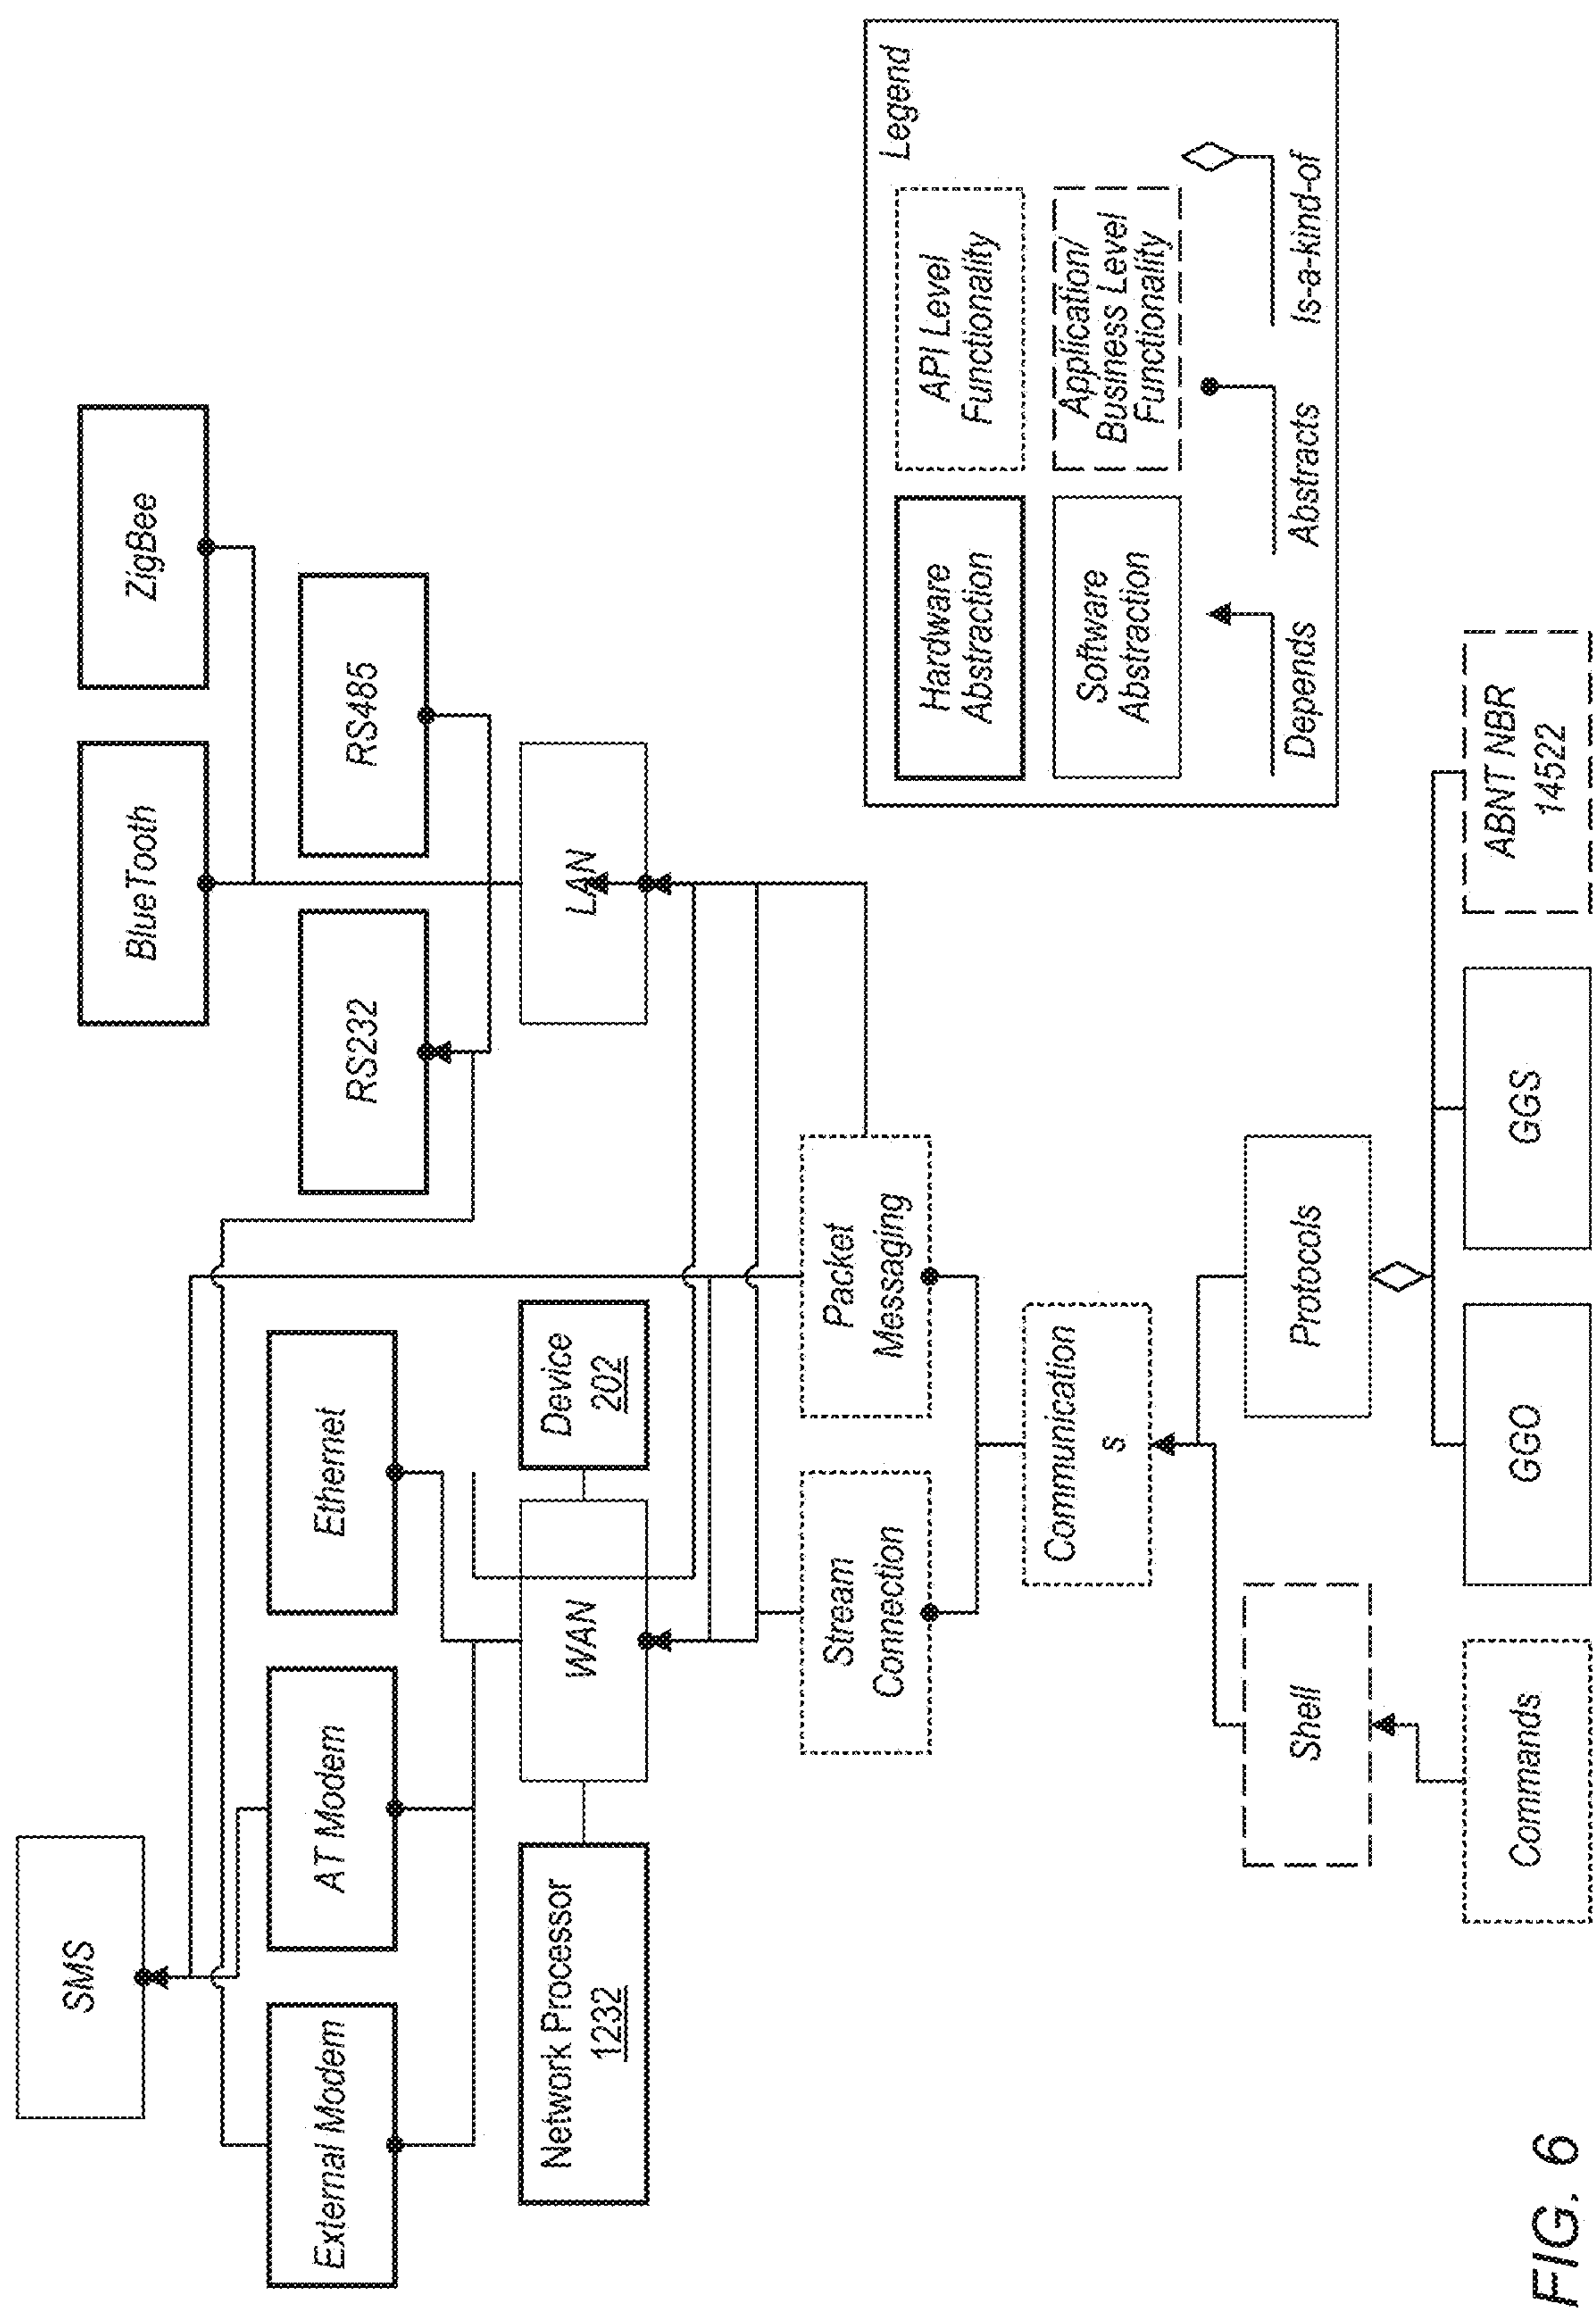 SMS
External Modem
AT Modem
Ethernet
BlueTooth
ZigBee
RS232
RS485
Network Processor
1232
WAN
Device
202
LAN
Stream
Connection
Packet
Messaging
Communication
s
Shell
Protocols
Commands
GGO
GGS
ABNT NBR
14522
Legend
Hardware
Abstraction
API Level
Functionality
Software
Abstraction
Application/
Business Level
Functionality
Depends
Abstracts
Is-a-kind-of
FIG. 6